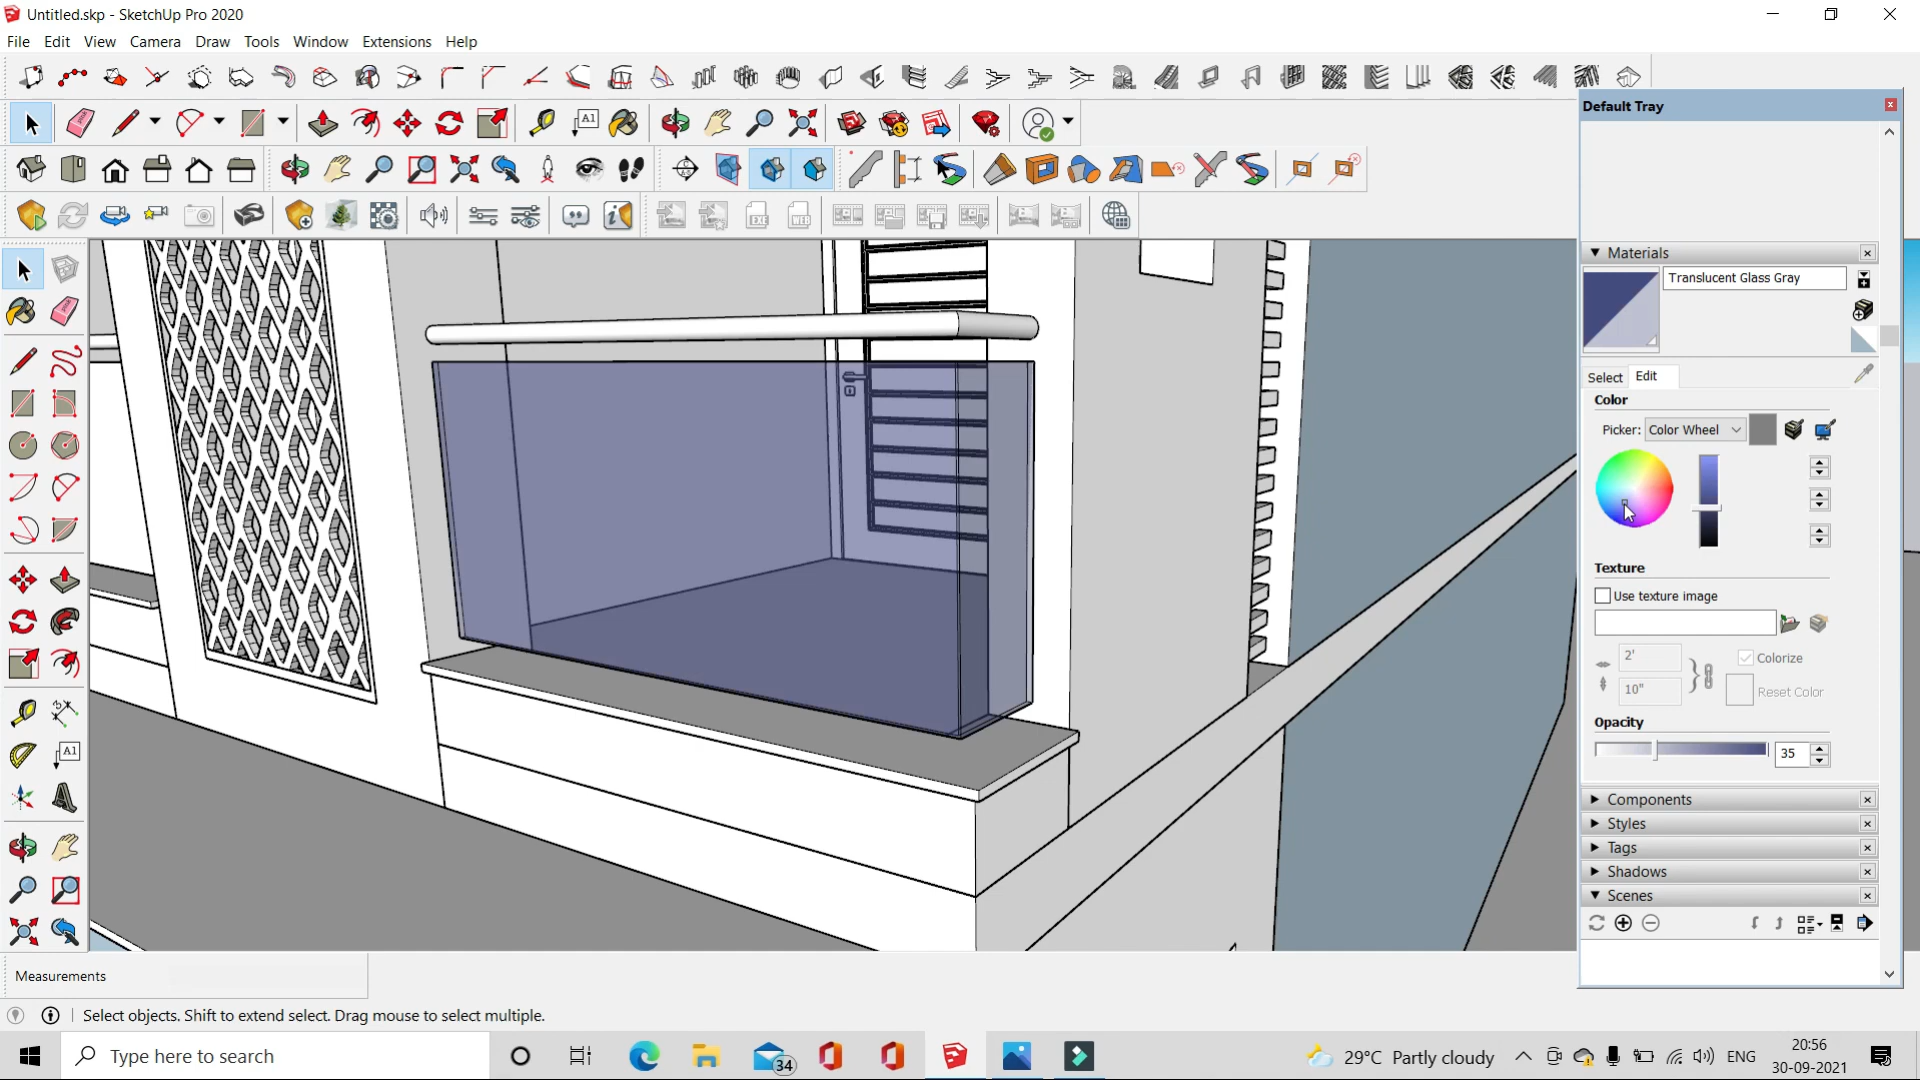 Untitled.skp - SketchUp Pro 2020
File Edit View Camera Draw Tools Window Extensions Help
Default Tray
Materials
Translucent Glass Gray
Select Edit
Color
Picker: Color Wheel
Texture
Use texture image
2'
Colorize
10"
Reset Color
Opacity
35
Components
Styles
Tags
Shadows
Scenes
Measurements
Select objects. Shift to extend select. Drag mouse to select multiple.
Type here to search
34
29°C Partly cloudy
ENG
20:56
30-09-2021